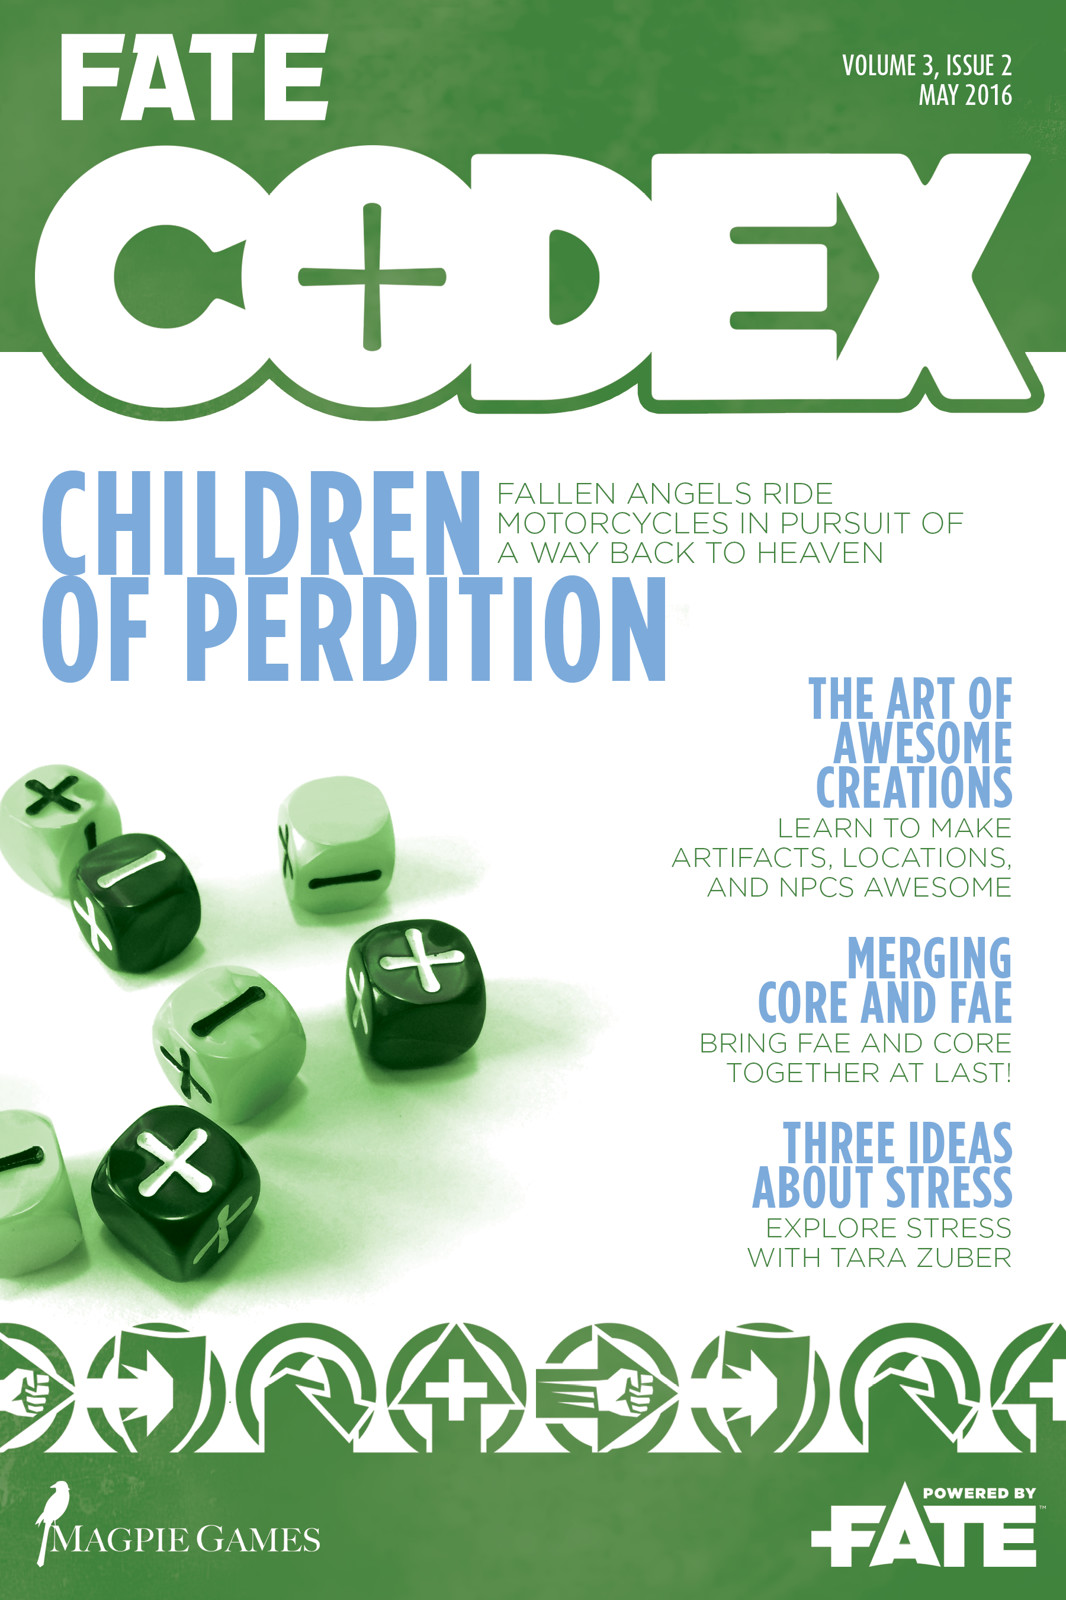 FATE
VOLUME 3, ISSUE 2
MAY 2016
CODEX
CHILDREN
OF PERDITION
FALLEN ANGELS RIDE
MOTORCYCLES IN PURSUIT OF
A WAY BACK TO HEAVEN
THE ART OF
AWESOME
CREATIONS
LEARN TO MAKE
ARTIFACTS, LOCATIONS,
AND NPCS AWESOME
MERGING
CORE AND FAE
BRING FAE AND CORE
TOGETHER AT LAST!
THREE IDEAS
ABOUT STRESS
EXPLORE STRESS
WITH TARA ZUBER
MAGPIE GAMES
POWERED BY
FATE™